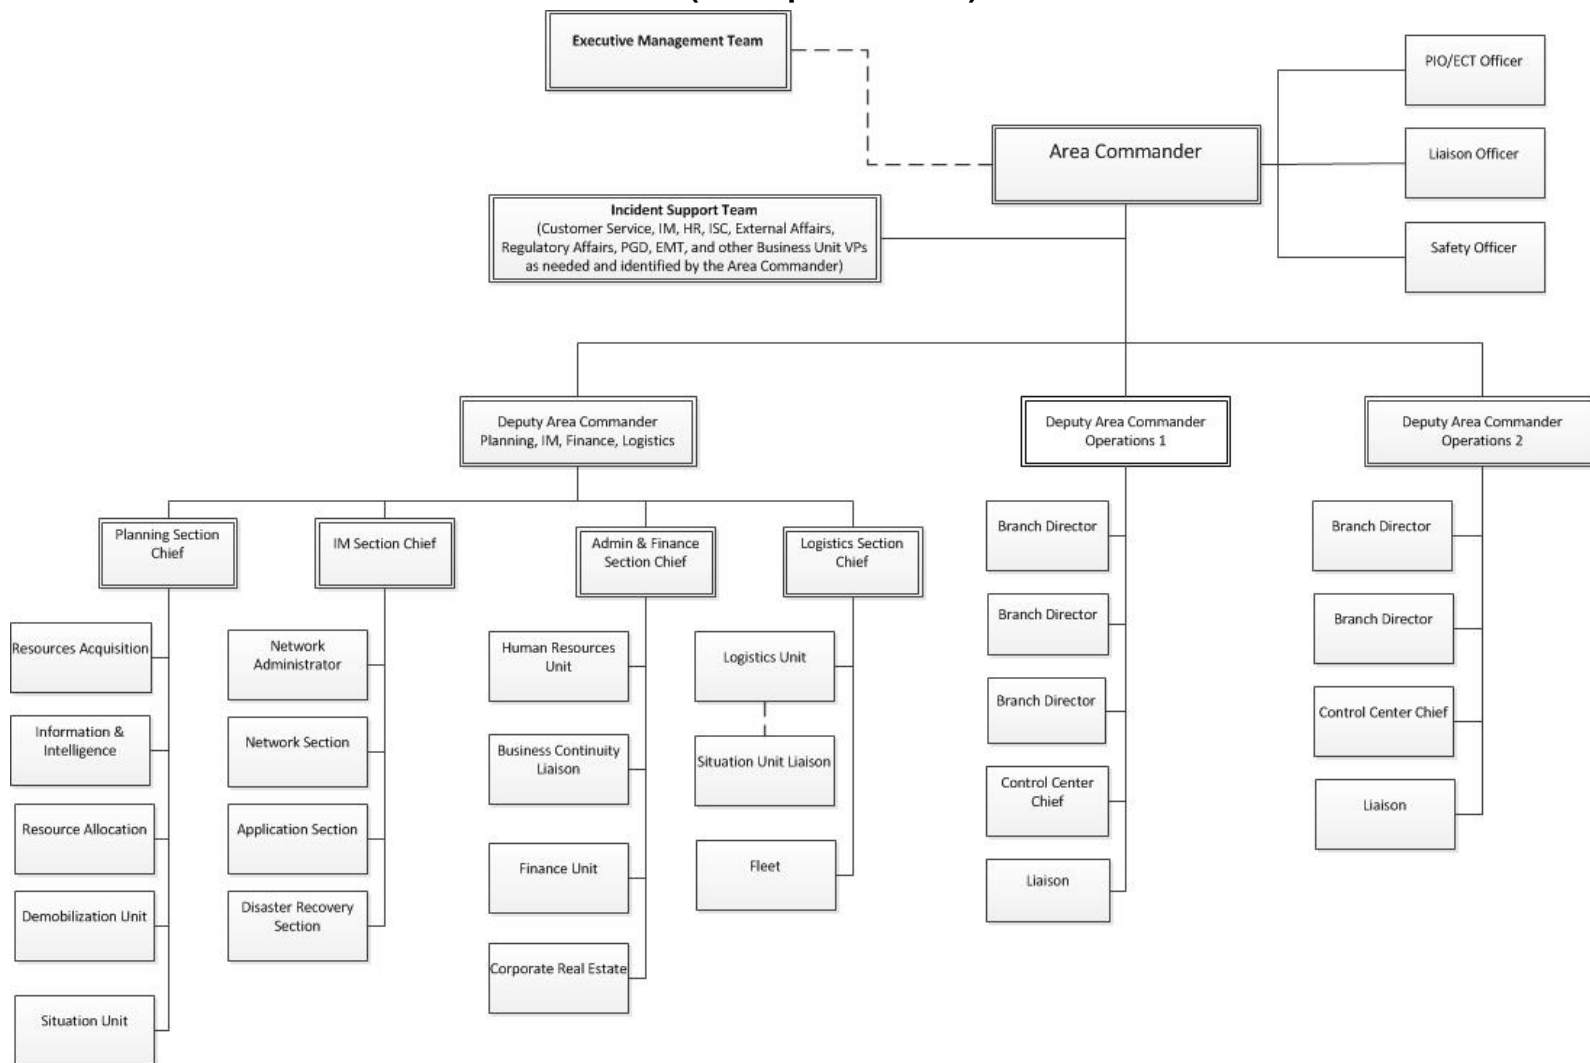 Executive Management Team
PIO/ECT Officer
Area Commander
Liaison Officer
Incident Support Team
(Customer Service, IM, HR, ISC, External Affairs,
Regulatory Affairs, PGD, EMT, and other Business Unit VPs
as needed and identified by the Area Commander)
Safety Officer
Deputy Area Commander
Planning, IM, Finance, Logistics
Deputy Area Commander
Operations 1
Deputy Area Commander
Operations 2
Planning Section
Chief
IM Section Chief
Admin & Finance
Section Chief
Logistics Section
Chief
Resources Acquisition
Information &
Intelligence
Resource Allocation
Demobilization Unit
Situation Unit
Network
Administrator
Network Section
Application Section
Disaster Recovery
Section
Human Resources
Unit
Business Continuity
Liaison
Finance Unit
Corporate Real Estate
Logistics Unit
Situation Unit Liaison
Fleet
Branch Director
Branch Director
Branch Director
Control Center
Chief
Liaison
Branch Director
Branch Director
Control Center Chief
Liaison